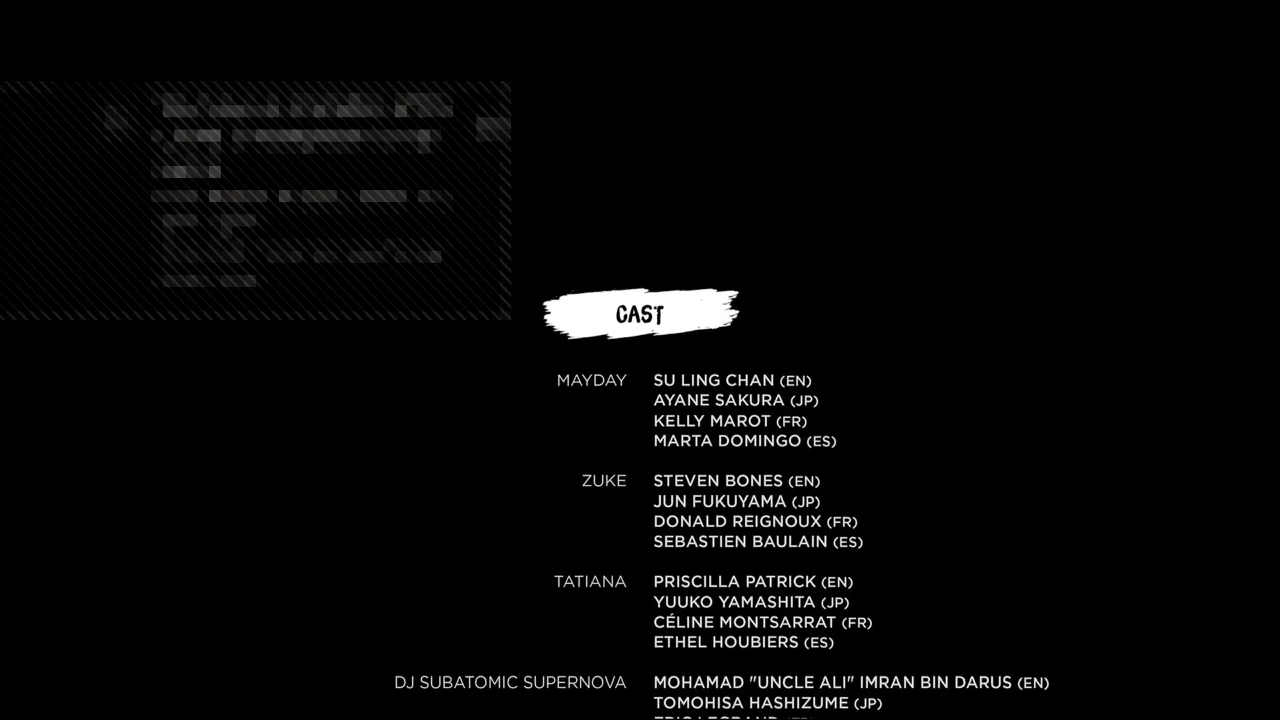 CAST
MAYDAY SU LING CHAN (EN)
AYANE SAKURA (JP)
KELLY MAROT (FR)
MARTA DOMINGO (ES)
ZUKE STEVEN BONES (EN)
JUN FUKUYAMA (JP)
DONALD REIGNOUX (FR)
SEBASTIEN BAULAIN (ES)
TATIANA PRISCILLA PATRICK (EN)
YUUKO YAMASHITA (JP)
CÉLINE MONTSARRAT (FR)
ETHEL HOUBIERS (ES)
DJ SUBATOMIC SUPERNOVA MOHAMAD "UNCLE ALI" IMRAN BIN DARUS (EN)
TOMOHISA HASHIZUME (JP)